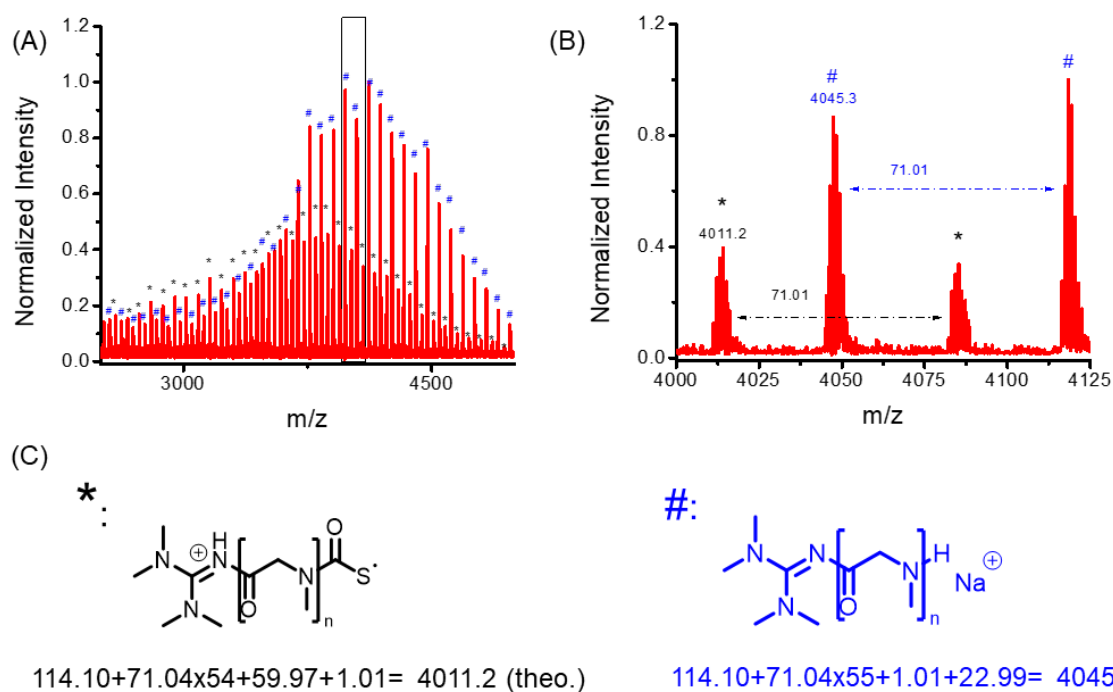 (A)
1.2
1.0
0.8
0.6
0.4
0.2
0.0
Normalized Intensity
3000
4500
m/z
(B)
1.2
0.8
0.4
0.0
Normalized Intensity
#
4045.3
#
71.01
*
4011.2
*
71.01
4000
4025
4050
4075
4100
4125
m/z
(C)
*:
H
N
⊕
N
N
O
N
O
S·
n
114.10+71.04x54+59.97+1.01= 4011.2 (theo.)
#:
N
N
N
O
N
H
Na⊕
n
114.10+71.04x55+1.01+22.99= 4045